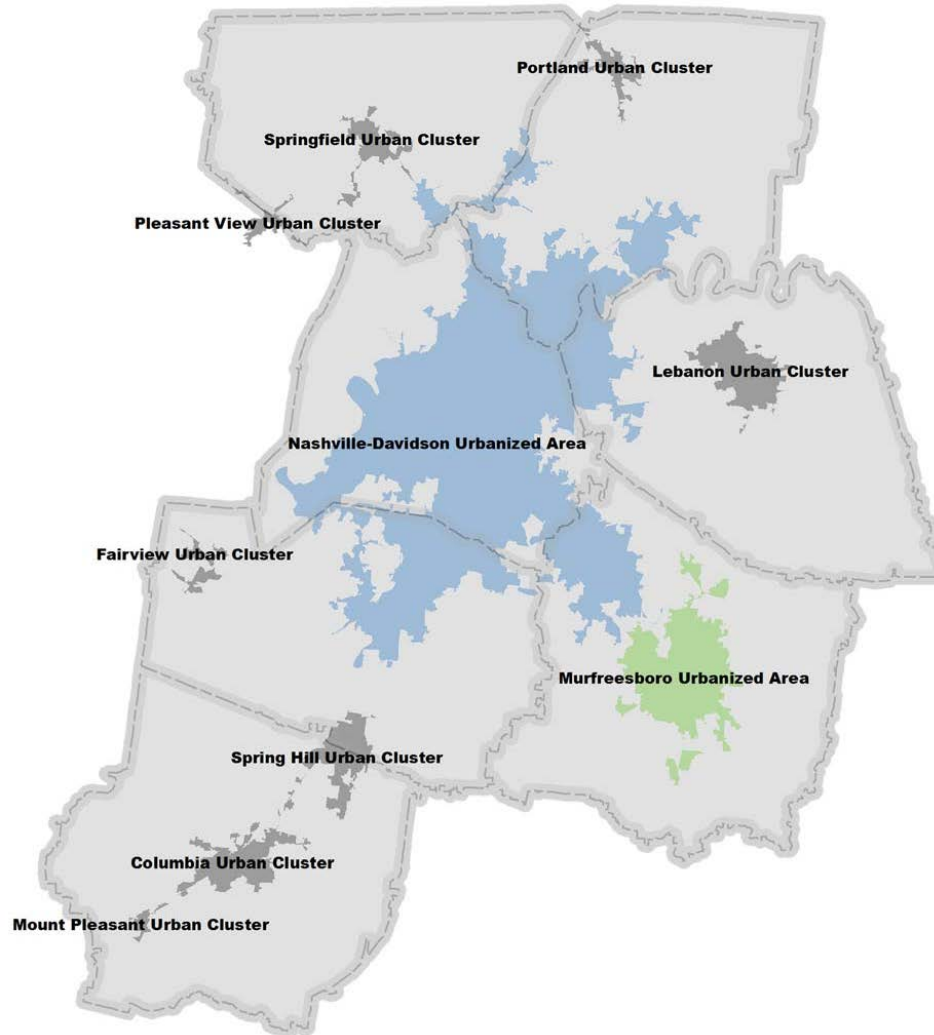 Portland Urban Cluster
Springfield Urban Cluster
Pleasant View Urban Cluster
Lebanon Urban Cluster
Nashville-Davidson Urbanized Area
Fairview Urban Cluster
Murfreesboro Urbanized Area
Spring Hill Urban Cluster
Columbia Urban Cluster
Mount Pleasant Urban Cluster